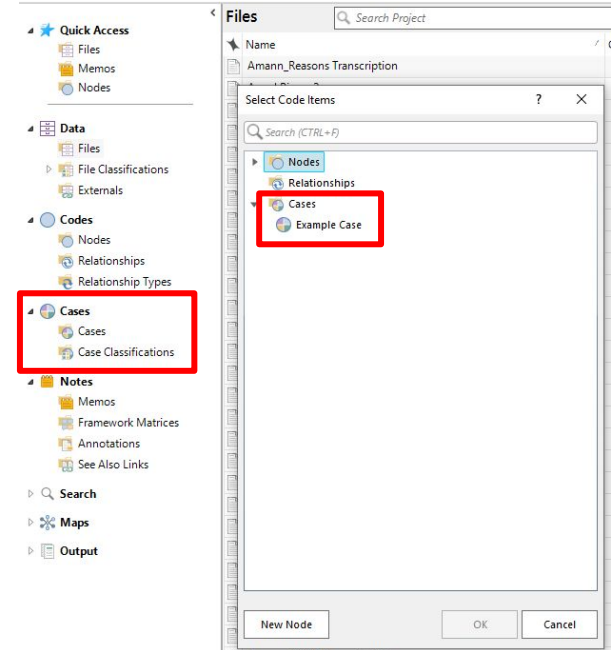 Quick Access
Files
Memos
Nodes
Data
Files
File Classifications
Externals
Codes
Nodes
Relationships
Relationship Types
Cases
Cases
Case Classifications
Notes
Memos
Framework Matrices
Annotations
See Also Links
Search
Maps
Output
Files
Search Project
Name
Amann_Reasons Transcription
Select Code Items
?
Search (CTRL+F)
Nodes
Relationships
Cases
Example Case
New Node
OK
Cancel